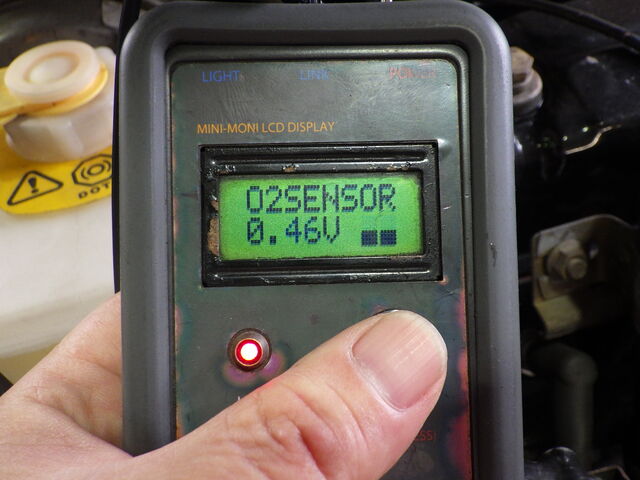 LIGHT LINK POWER
MINI-MONI LCD DISPLAY
O2SENSOR
0.46V
DOT